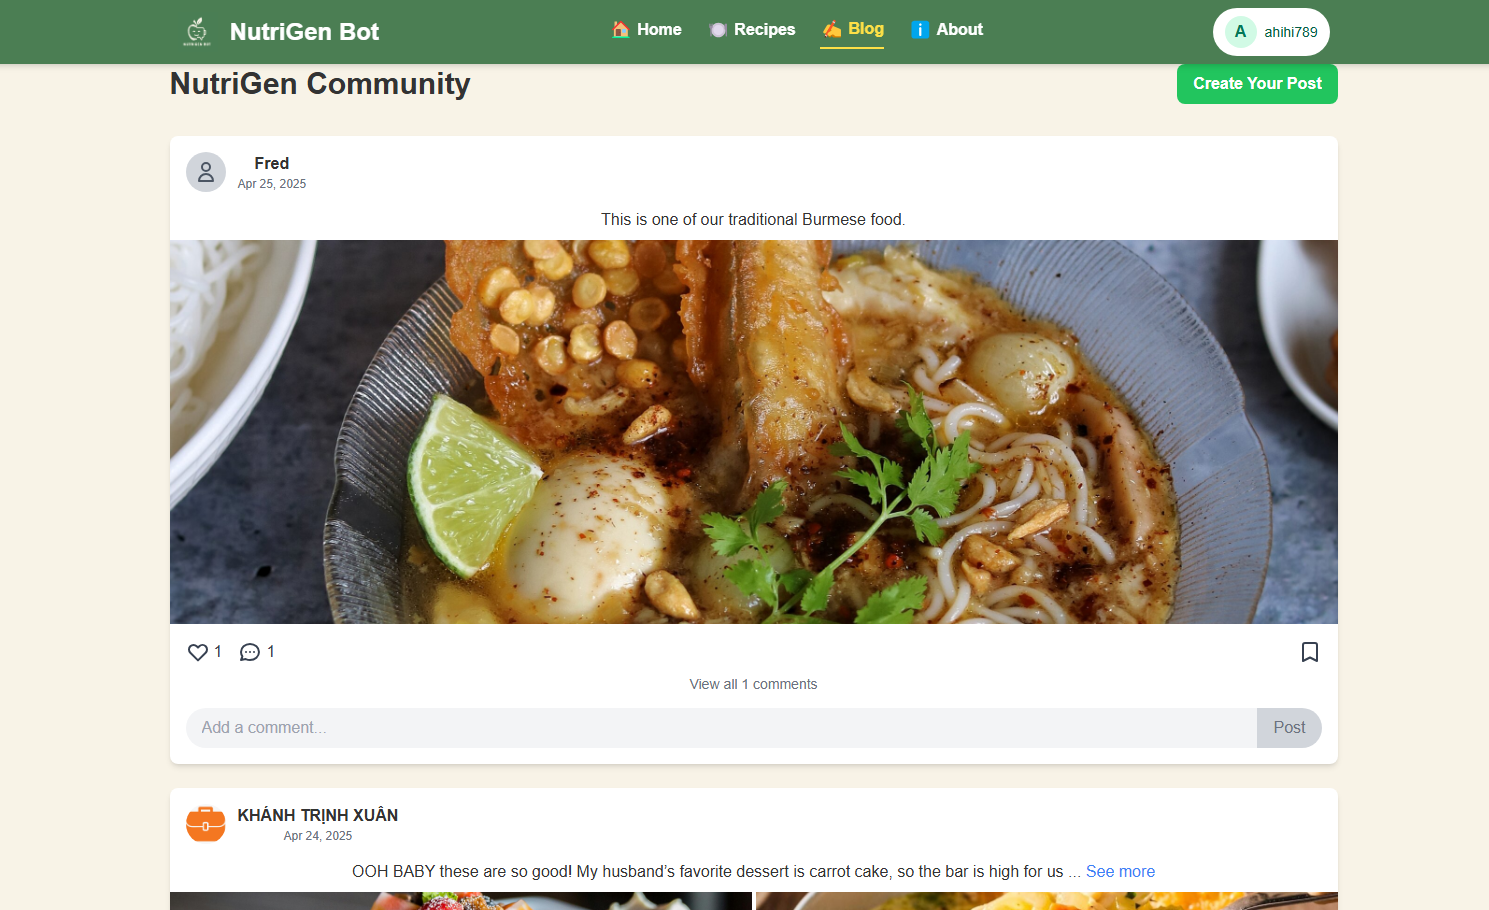 NutriGen Bot
Home
Recipes
Blog
About
A
ahihi789
NutriGen Community
Create Your Post
Fred
Apr 25, 2025
This is one of our traditional Burmese food.
1
1
View all 1 comments
Add a comment...
Post
KHÁNH TRỊNH XUÂN
Apr 24, 2025
OOH BABY these are so good! My husband’s favorite dessert is carrot cake, so the bar is high for us ... See more